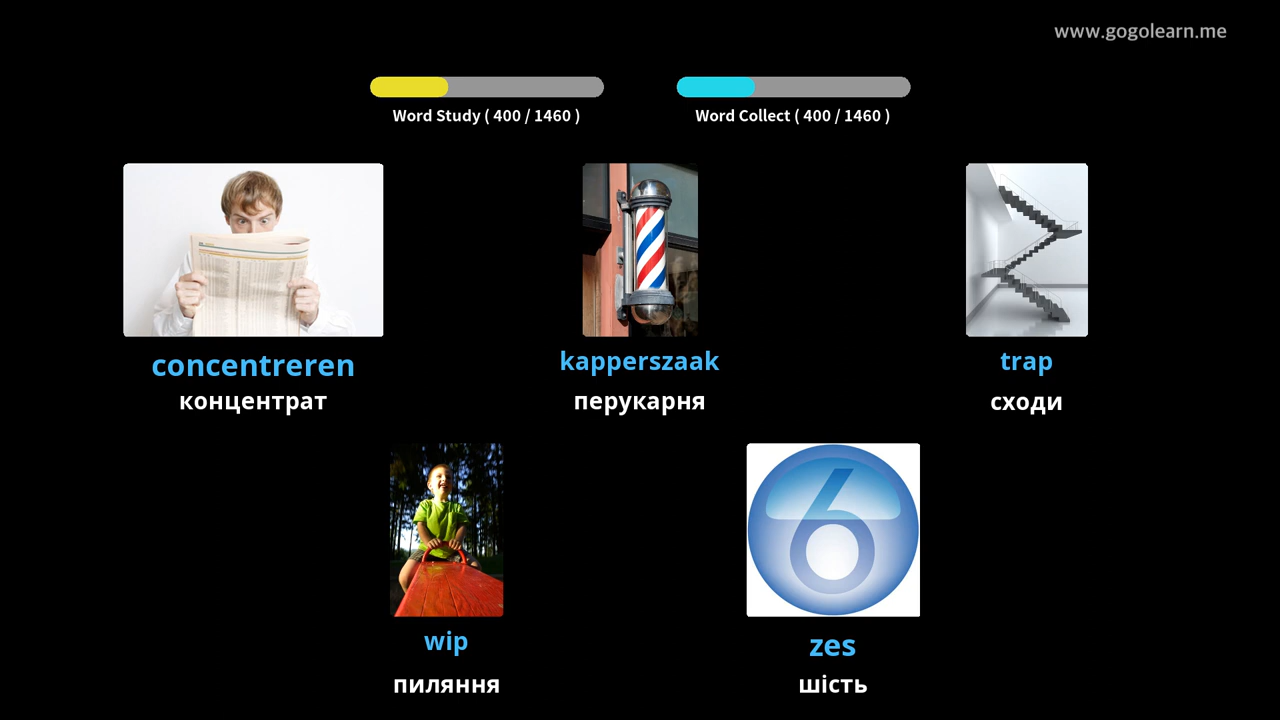 www.gogolearn.me
Word Study ( 400 / 1460 )
Word Collect ( 400 / 1460 )
concentreren
концентрат
kapperszaak
перукарня
trap
сходи
wip
пиляння
6
zes
шість